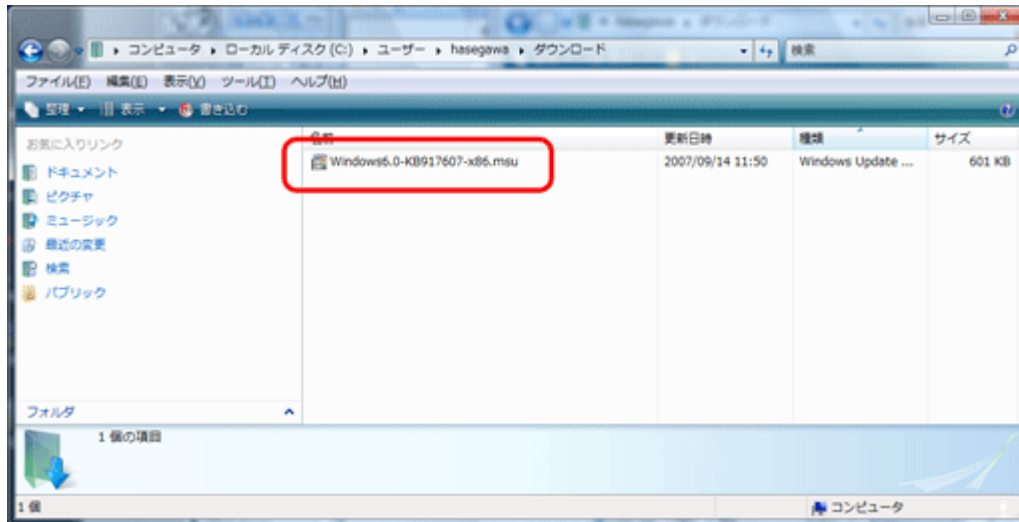 コンピュータ ▸ ローカル ディスク (C:) ▸ ユーザー ▸ hasegawa ▸ ダウンロード
検索
ファイル(F) 編集(E) 表示(V) ツール(T) ヘルプ(H)
整理 表示 書き込む
お気に入りリンク
ドキュメント
ピクチャ
ミュージック
最近の変更
検索
パブリック
フォルダ
名前 更新日時 種類 サイズ
Windows6.0-KB917607-x86.msu 2007/09/14 11:50 Windows Update ... 601 KB
1 個の項目
1 個 コンピュータ